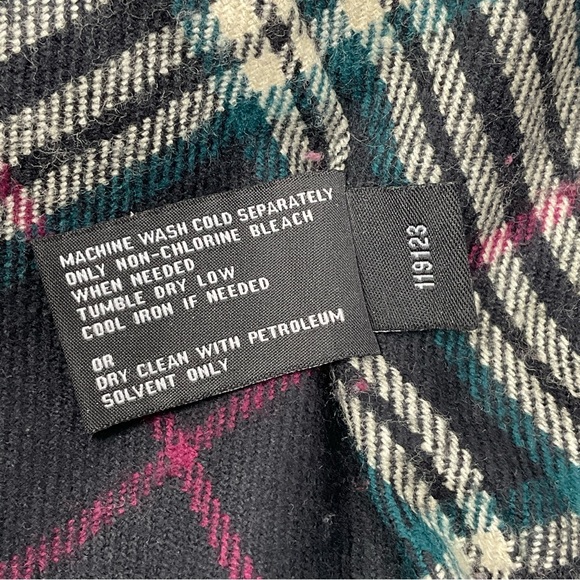 MACHINE WASH COLD SEPARATELY
ONLY NON-CHLORINE BLEACH
WHEN NEEDED
TUMBLE DRY LOW
COOL IRON IF NEEDED
OR
DRY CLEAN WITH PETROLEUM
SOLVENT ONLY
119123